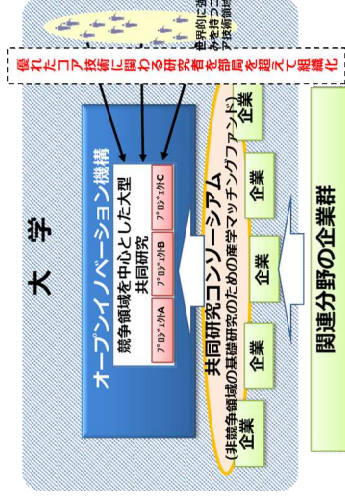 大 学
オープンイノベーション機構
競争領域を中心とした大型
共同研究
プロジェクトA
プロジェクトB
プロジェクトC
世界的に強
みを持つコ
ア技術領域
優れたコア技術に関わる研究者を部局を超えて組織化
共同研究コンソーシアム
(非競争領域の基礎研究のための産学マッチングファンド)
企業
企業
企業
企業
企業
関連分野の企業群